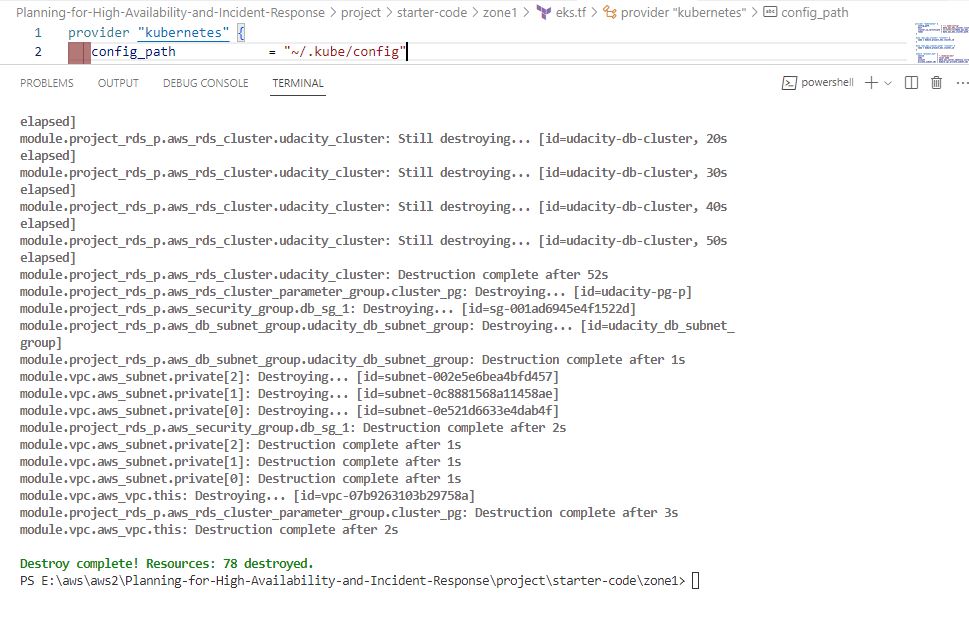 Planning-for-High-Availability-and-Incident-Response > project > starter-code > zone1 > eks.tf > provider "kubernetes" > config_path
1 provider "kubernetes" {
2 config_path = "~/.kube/config"
PROBLEMS OUTPUT DEBUG CONSOLE TERMINAL powershell
elapsed]
module.project_rds_p.aws_rds_cluster.udacity_cluster: Still destroying... [id=udacity-db-cluster, 20s
elapsed]
module.project_rds_p.aws_rds_cluster.udacity_cluster: Still destroying... [id=udacity-db-cluster, 30s
elapsed]
module.project_rds_p.aws_rds_cluster.udacity_cluster: Still destroying... [id=udacity-db-cluster, 40s
elapsed]
module.project_rds_p.aws_rds_cluster.udacity_cluster: Still destroying... [id=udacity-db-cluster, 50s
elapsed]
module.project_rds_p.aws_rds_cluster.udacity_cluster: Destruction complete after 52s
module.project_rds_p.aws_rds_cluster_parameter_group.cluster_pg: Destroying... [id=udacity-pg-p]
module.project_rds_p.aws_security_group.db_sg_1: Destroying... [id=sg-001ad6945e4f1522d]
module.project_rds_p.aws_db_subnet_group.udacity_db_subnet_group: Destroying... [id=udacity_db_subnet_
group]
module.project_rds_p.aws_db_subnet_group.udacity_db_subnet_group: Destruction complete after 1s
module.vpc.aws_subnet.private[2]: Destroying... [id=subnet-002e5e6bea4bfd457]
module.vpc.aws_subnet.private[1]: Destroying... [id=subnet-0c8881568a11458ae]
module.vpc.aws_subnet.private[0]: Destroying... [id=subnet-0e521d6633e4dab4f]
module.project_rds_p.aws_security_group.db_sg_1: Destruction complete after 2s
module.vpc.aws_subnet.private[2]: Destruction complete after 1s
module.vpc.aws_subnet.private[1]: Destruction complete after 1s
module.vpc.aws_subnet.private[0]: Destruction complete after 1s
module.vpc.aws_vpc.this: Destroying... [id=vpc-07b9263103b29758a]
module.project_rds_p.aws_rds_cluster_parameter_group.cluster_pg: Destruction complete after 3s
module.vpc.aws_vpc.this: Destruction complete after 2s
Destroy complete! Resources: 78 destroyed.
PS E:\aws\aws2\Planning-for-High-Availability-and-Incident-Response\project\starter-code\zone1>